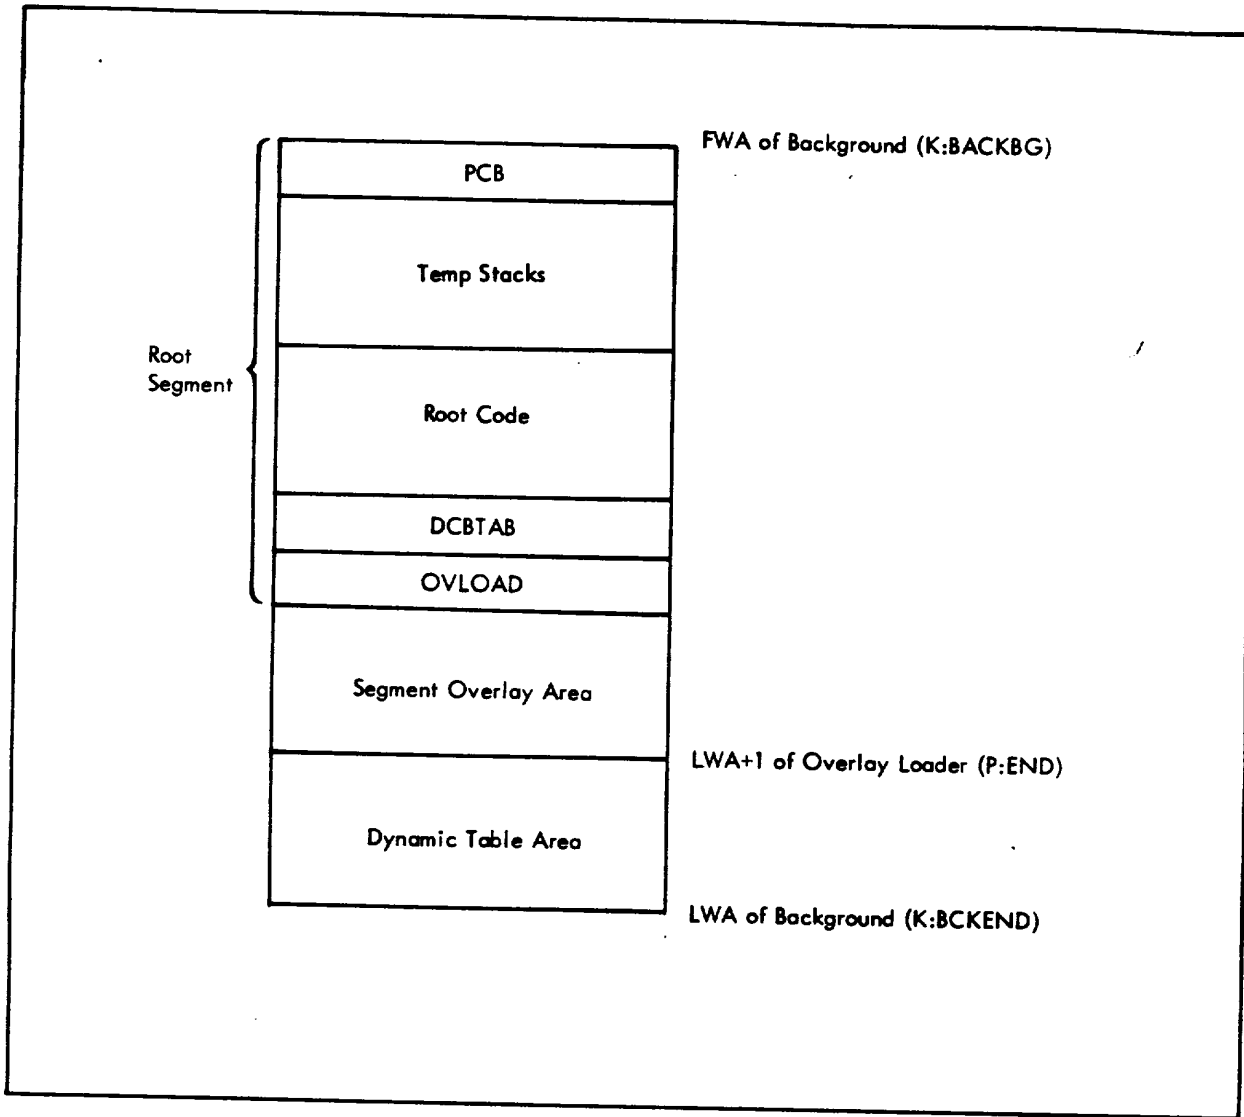 FWA of Background (K:BACKBG)
PCB
Temp Stacks
Root
Segment
Root Code
DCBTAB
OVLOAD
Segment Overlay Area
LWA+1 of Overlay Loader (P:END)
Dynamic Table Area
LWA of Background (K:BCKEND)